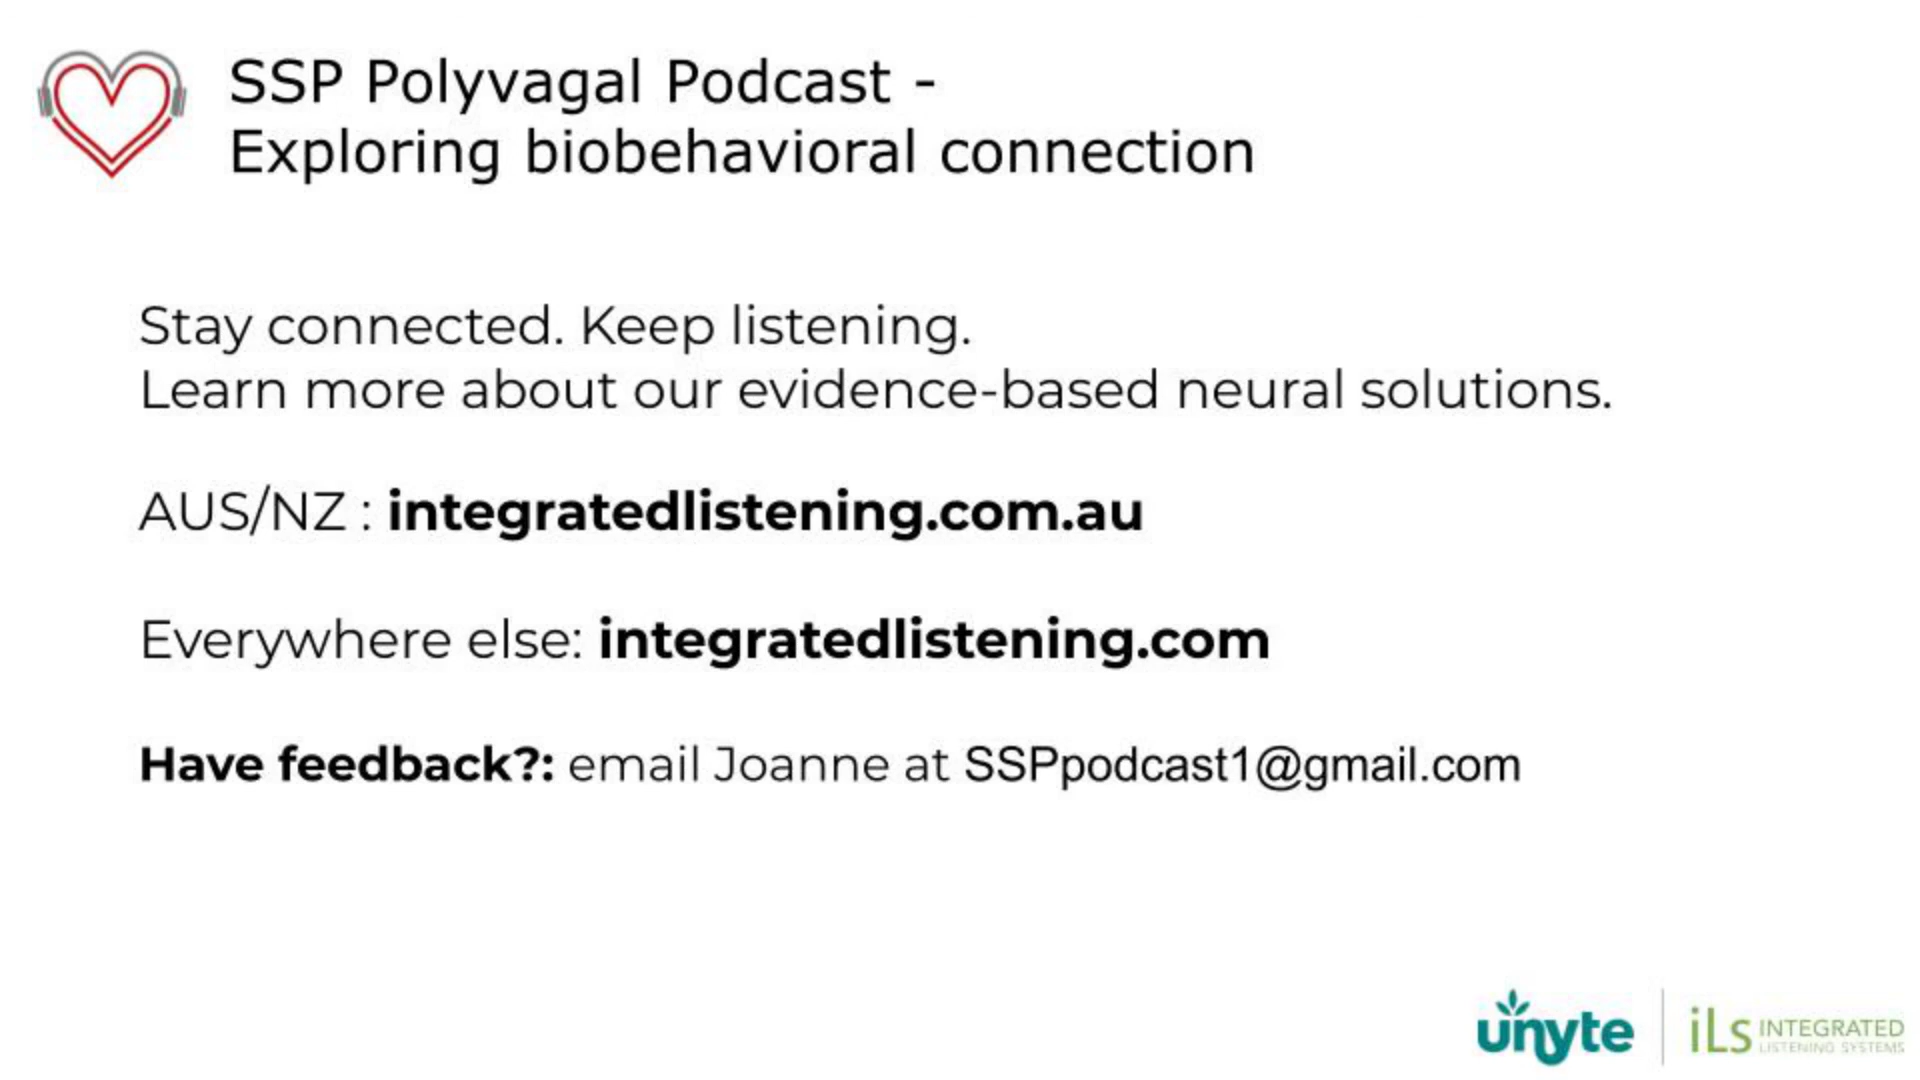 SSP Polyvagal Podcast -
Exploring biobehavioral connection
Stay connected. Keep listening.
Learn more about our evidence-based neural solutions.
AUS/NZ : integratedlistening.com.au
Everywhere else: integratedlistening.com
Have feedback?: email Joanne at SSPpodcast1@gmail.com
unyte
iLs INTEGRATED
LISTENING SYSTEMS